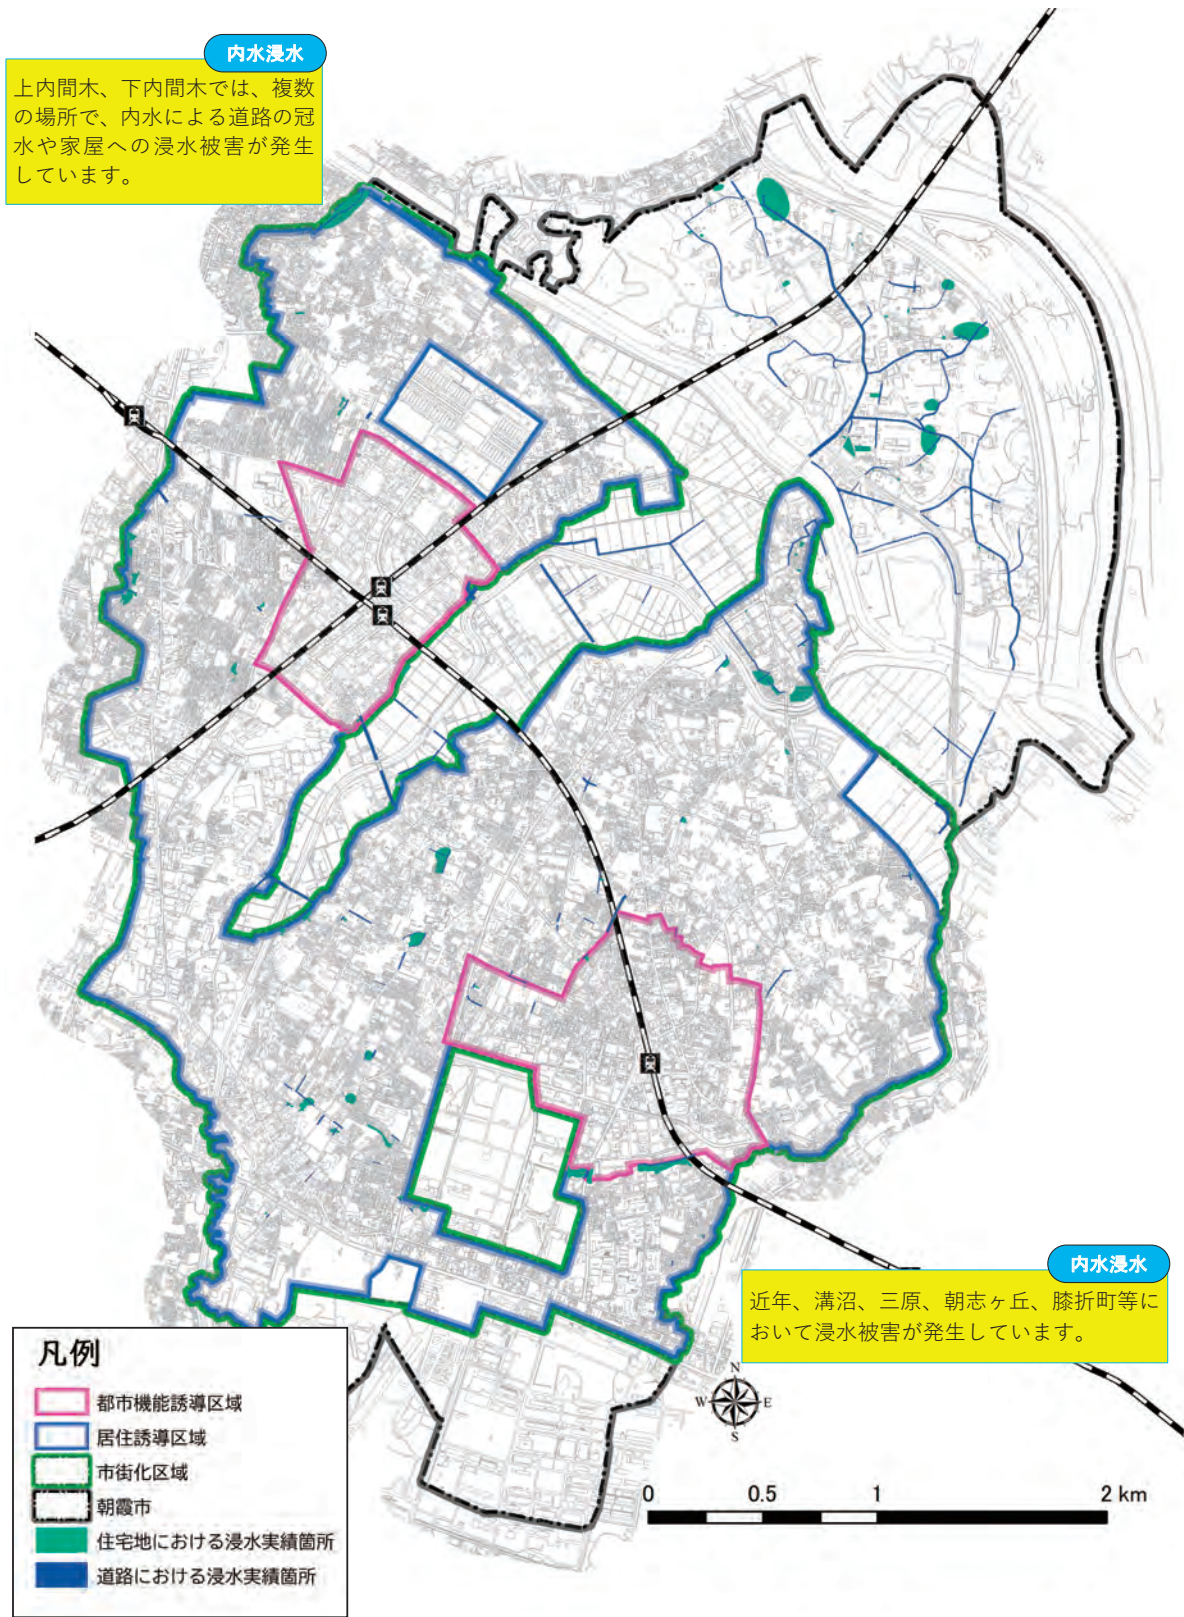 内水浸水
上内間木、下内間木では、複数
の場所で、内水による道路の冠
水や家屋への浸水被害が発生
しています。
内水浸水
近年、溝沼、三原、朝志ヶ丘、膝折町等に
おいて浸水被害が発生しています。
凡例
都市機能誘導区域
居住誘導区域
市街化区域
朝霞市
住宅地における浸水実績箇所
道路における浸水実績箇所
N
W E
S
0 0.5 1 2 km